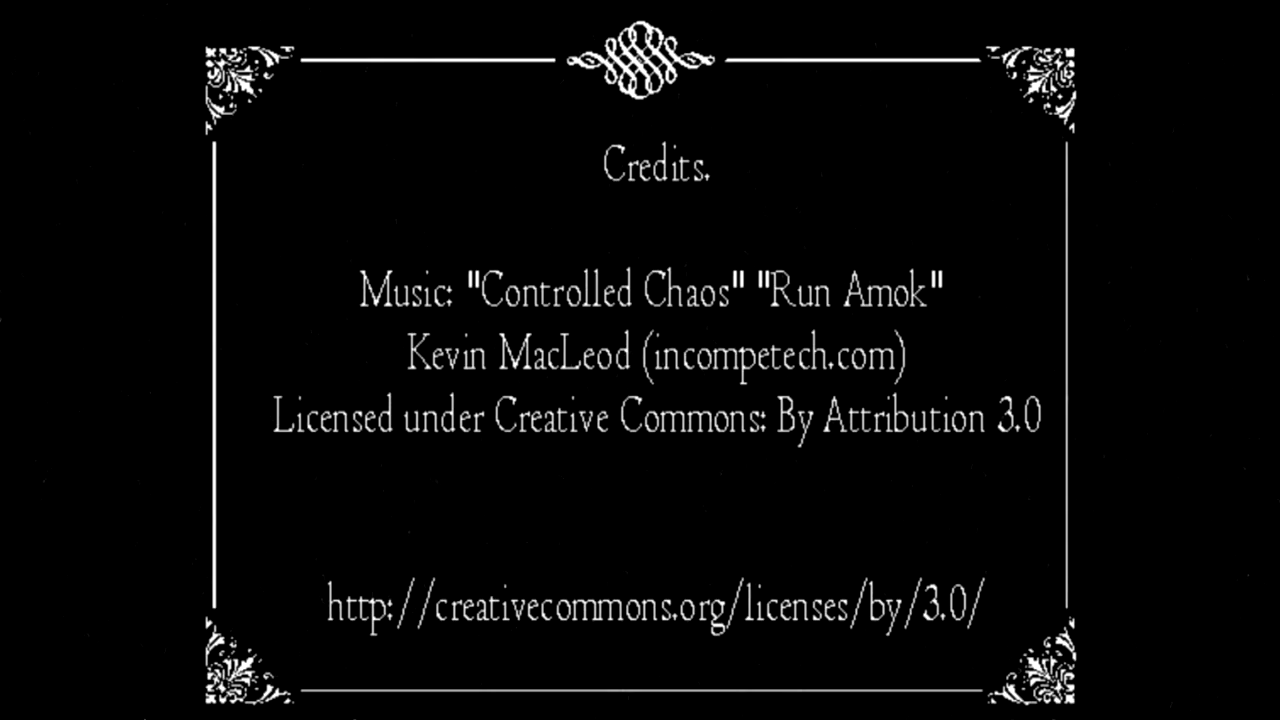 Credits.
Music: "Controlled Chaos" "Run Amok"
Kevin MacLeod (incompetech.com)
Licensed under Creative Commons: By Attribution 3.0
http://creativecommons.org/licenses/by/3.0/